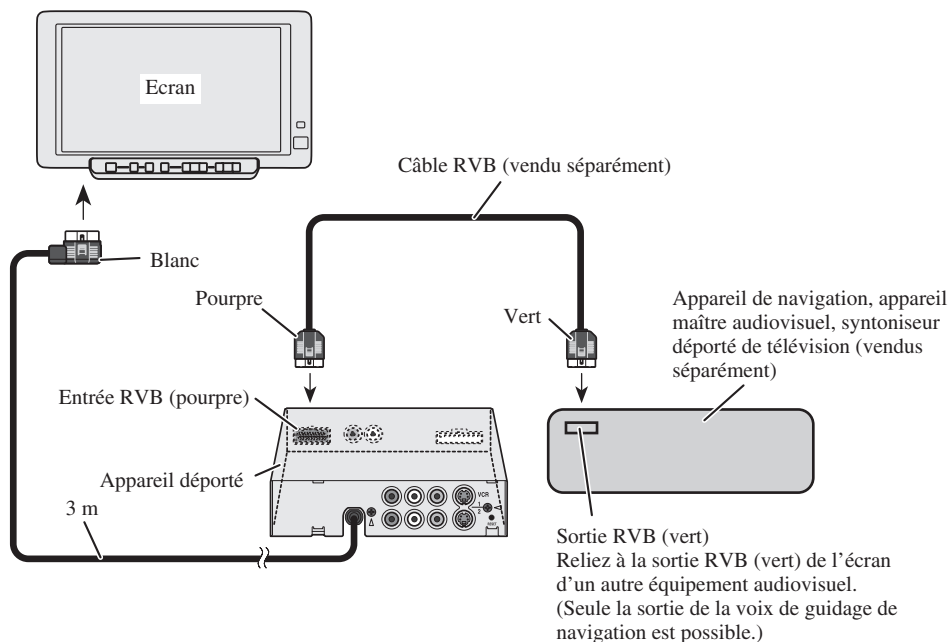 Ecran
Câble RVB (vendu séparément)
Blanc
Pourpre
Vert
Appareil de navigation, appareil
maître audiovisuel, syntoniseur
déporté de télévision (vendus
séparément)
Entrée RVB (pourpre)
Appareil déporté
3 m
VCR
1
2
Sortie RVB (vert)
Reliez à la sortie RVB (vert) de l'écran
d'un autre équipement audiovisuel.
(Seule la sortie de la voix de guidage de
navigation est possible.)